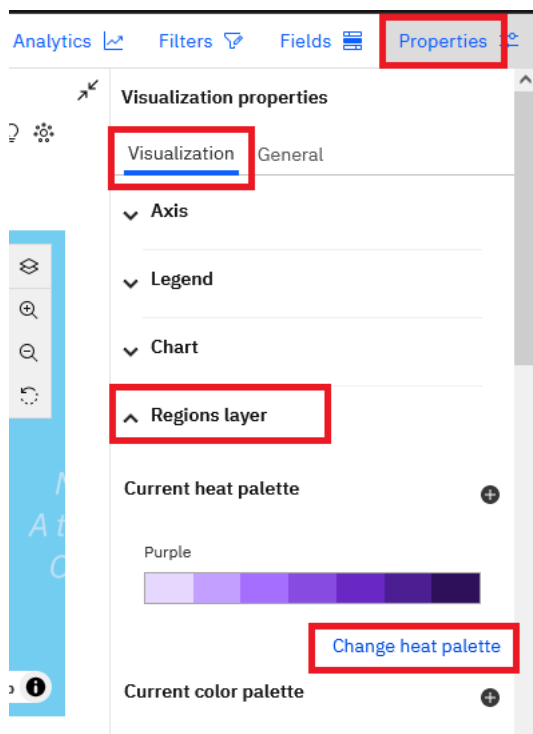 Analytics Filters Fields Properties
Visualization properties
Visualization General
Axis
Legend
Chart
Regions layer
Current heat palette
Purple
Change heat palette
Current color palette